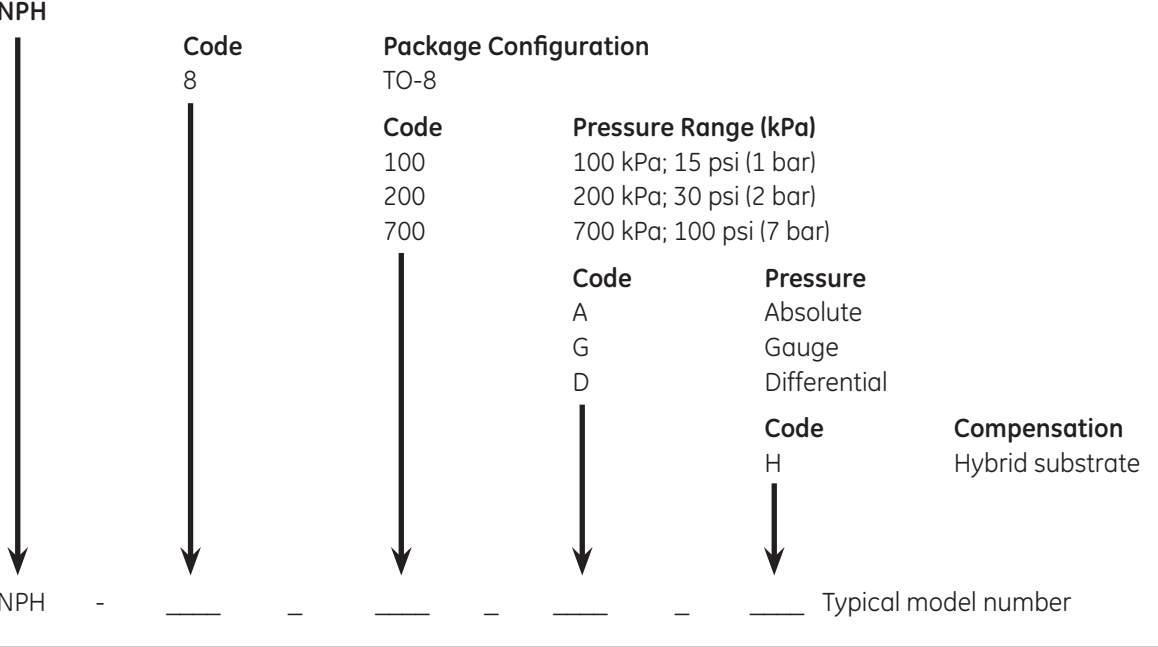 NPH
Code Package Configuration
8 TO-8
Code Pressure Range (kPa)
100 100 kPa; 15 psi (1 bar)
200 200 kPa; 30 psi (2 bar)
700 700 kPa; 100 psi (7 bar)
Code Pressure
A Absolute
G Gauge
D Differential
Code Compensation
H Hybrid substrate
NPH - ____ _ ____ _ ____ _ ____ Typical model number